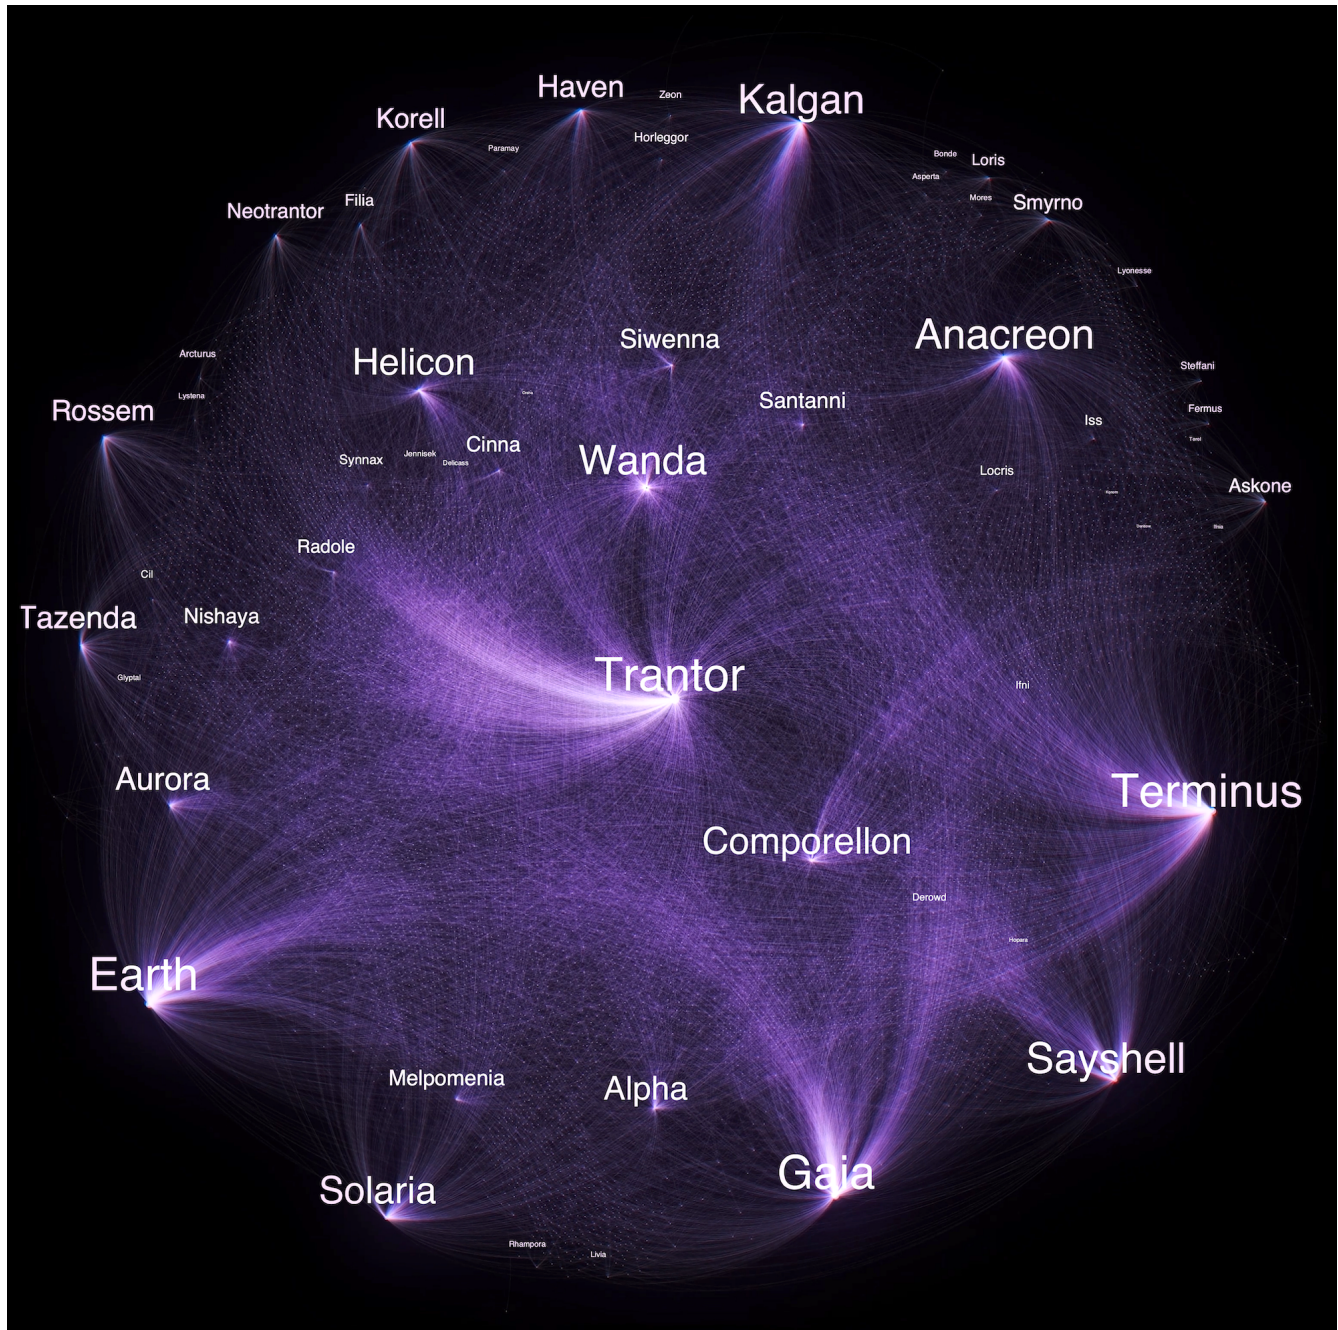 Haven
Zeon
Kalgan
Korell
Horleggor
Paramay
Bonde
Loris
Asperta
Mores
Filia
Smyrno
Neotrantor
Lyonesse
Siwenna
Anacreon
Arcturus
Helicon
Steffani
Lystena
Santanni
Rossem
Fermus
Iss
Terel
Cinna
Jennisek
Synnax
Delicass
Wanda
Locris
Askone
Radole
Cil
Tazenda
Nishaya
Glyptal
Trantor
Ifni
Aurora
Terminus
Comporellon
Derowd
Hopara
Earth
Sayshell
Melpomenia
Alpha
Gaia
Solaria
Rhampora
Livia